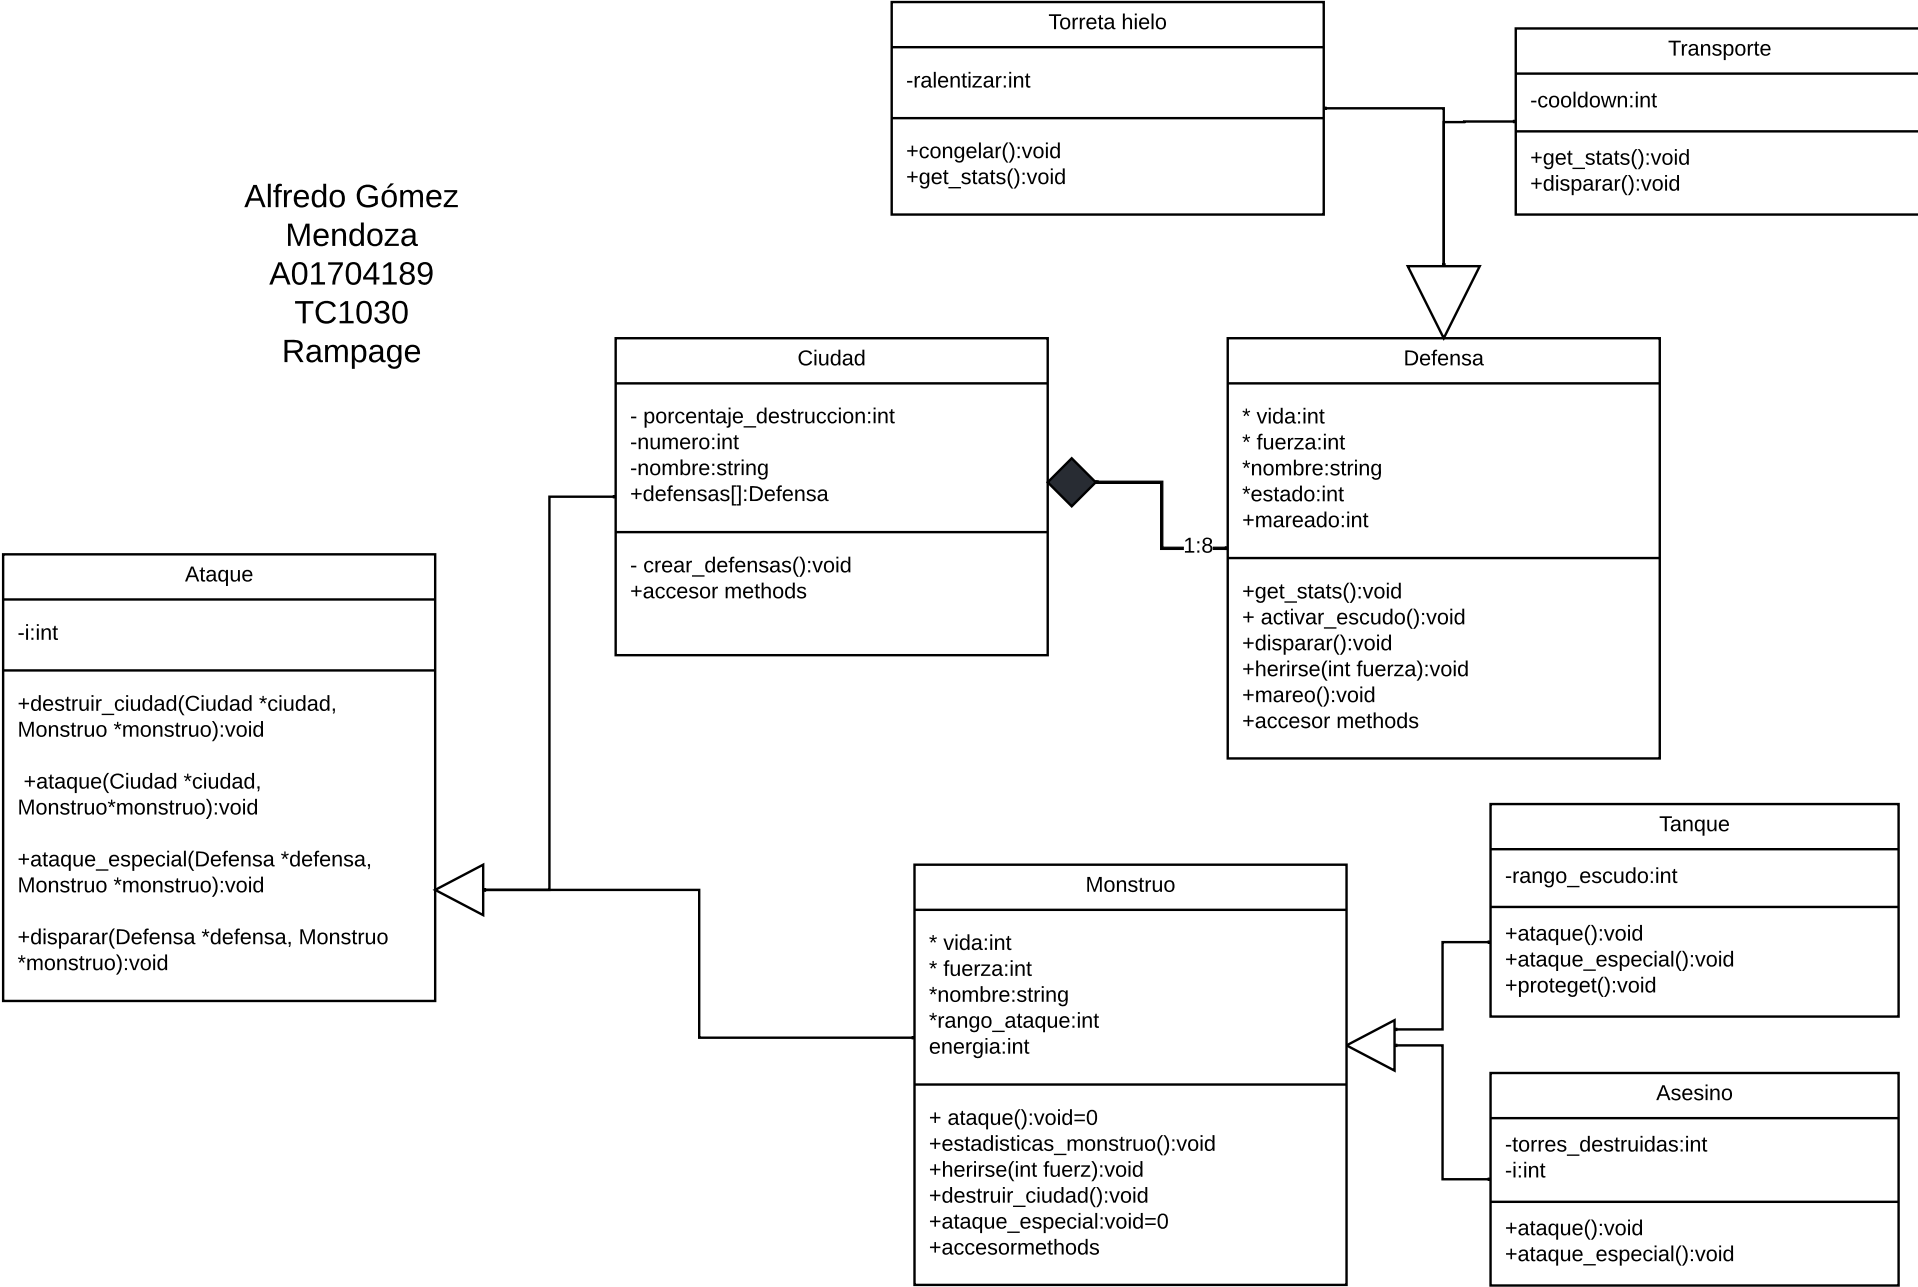 Torreta hielo
-ralentizar:int
+congelar():void
+get_stats():void
Transporte
-cooldown:int
+get_stats():void
+disparar():void
Alfredo Gómez
Mendoza
A01704189
TC1030
Rampage
Ciudad
- porcentaje_destruccion:int
-numero:int
-nombre:string
+defensas[]:Defensa
- crear_defensas():void
+accesor methods
1:8
Defensa
* vida:int
* fuerza:int
*nombre:string
*estado:int
+mareado:int
+get_stats():void
+ activar_escudo():void
+disparar():void
+herirse(int fuerza):void
+mareo():void
+accesor methods
Ataque
-i:int
+destruir_ciudad(Ciudad *ciudad,
Monstruo *monstruo):void
+ataque(Ciudad *ciudad,
Monstruo*monstruo):void
+ataque_especial(Defensa *defensa,
Monstruo *monstruo):void
+disparar(Defensa *defensa, Monstruo
*monstruo):void
Monstruo
* vida:int
* fuerza:int
*nombre:string
*rango_ataque:int
energia:int
+ ataque():void=0
+estadisticas_monstruo():void
+herirse(int fuerz):void
+destruir_ciudad():void
+ataque_especial:void=0
+accesormethods
Tanque
-rango_escudo:int
+ataque():void
+ataque_especial():void
+proteget():void
Asesino
-torres_destruidas:int
-i:int
+ataque():void
+ataque_especial():void